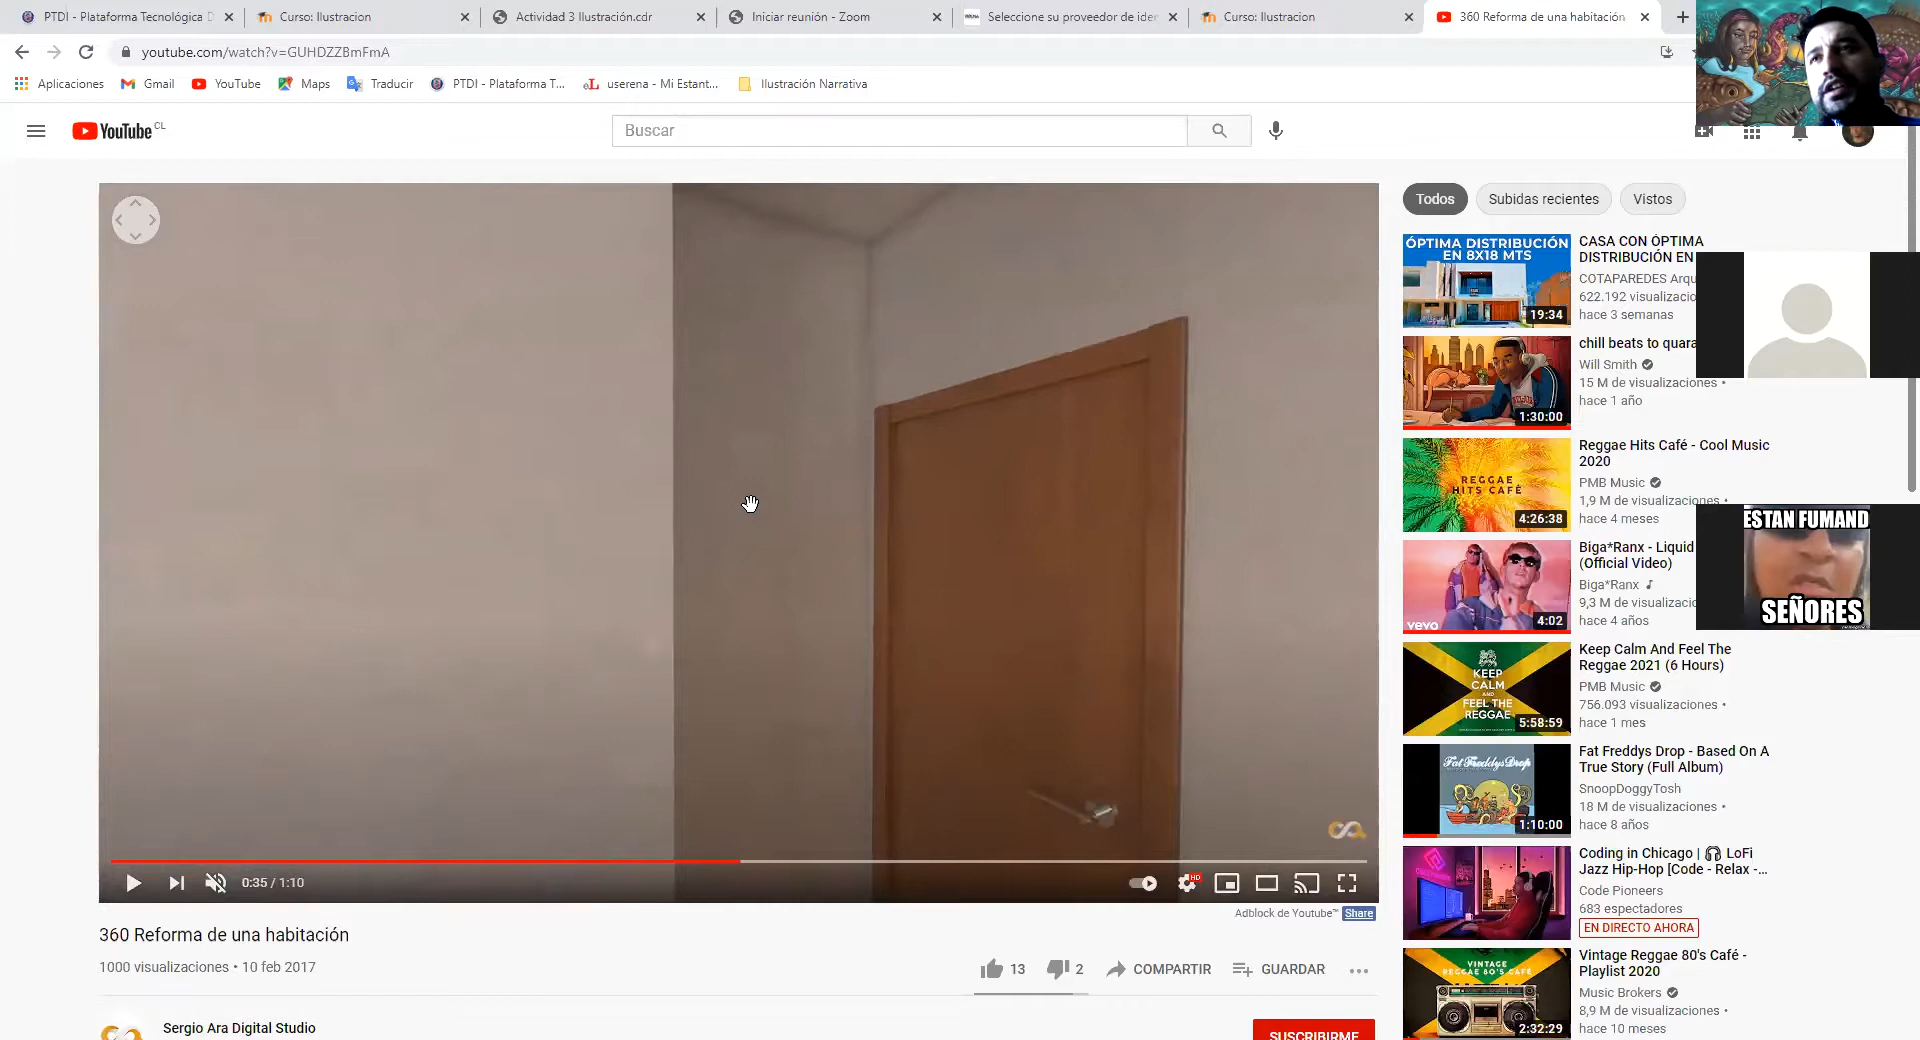 PTDI - Plataforma Tecnológica D
Curso: Ilustracion
Actividad 3 Ilustración.cdr
Iniciar reunión - Zoom
Seleccione su proveedor de iden
Curso: Ilustracion
360 Reforma de una habitación
youtube.com/watch?v=GUHDZZBmFmA
Aplicaciones
Gmail
YouTube
Maps
Traducir
PTDI - Plataforma T...
userena - Mi Estant...
Ilustración Narrativa
YouTube CL
Buscar
Todos
Subidas recientes
Vistos
ÓPTIMA DISTRIBUCIÓN
EN 8X18 MTS
19:34
CASA CON ÓPTIMA
DISTRIBUCIÓN EN
COTAPAREDES Arqu
622.192 visualizacio
hace 3 semanas
1:30:00
chill beats to quara
Will Smith
15 M de visualizaciones •
hace 1 año
REGGAE
HITS CAFÉ
4:26:38
Reggae Hits Café - Cool Music
2020
PMB Music
1,9 M de visualizaciones •
hace 4 meses
ESTAN FUMAND
SEÑORES
vevo
4:02
Biga*Ranx - Liquid
(Official Video)
Biga*Ranx
9,3 M de visualizacio
hace 4 años
KEEP
CALM
AND
FEEL THE
REGGAE
5:58:59
Keep Calm And Feel The
Reggae 2021 (6 Hours)
PMB Music
756.093 visualizaciones •
hace 1 mes
Fat Freddys Drop
1:10:00
Fat Freddys Drop - Based On A
True Story (Full Album)
SnoopDoggyTosh
18 M de visualizaciones •
hace 8 años
Coding in Chicago | 🎧 LoFi
Jazz Hip-Hop [Code - Relax -...
Code Pioneers
683 espectadores
EN DIRECTO AHORA
VINTAGE
REGGAE 80'S CAFÉ
2:32:29
Vintage Reggae 80's Café -
Playlist 2020
Music Brokers
8,9 M de visualizaciones •
hace 10 meses
0:35 / 1:10
HD
Adblock de Youtube™ Share
360 Reforma de una habitación
1000 visualizaciones • 10 feb 2017
13
2
COMPARTIR
GUARDAR
Sergio Ara Digital Studio
SUSCRIBIRME